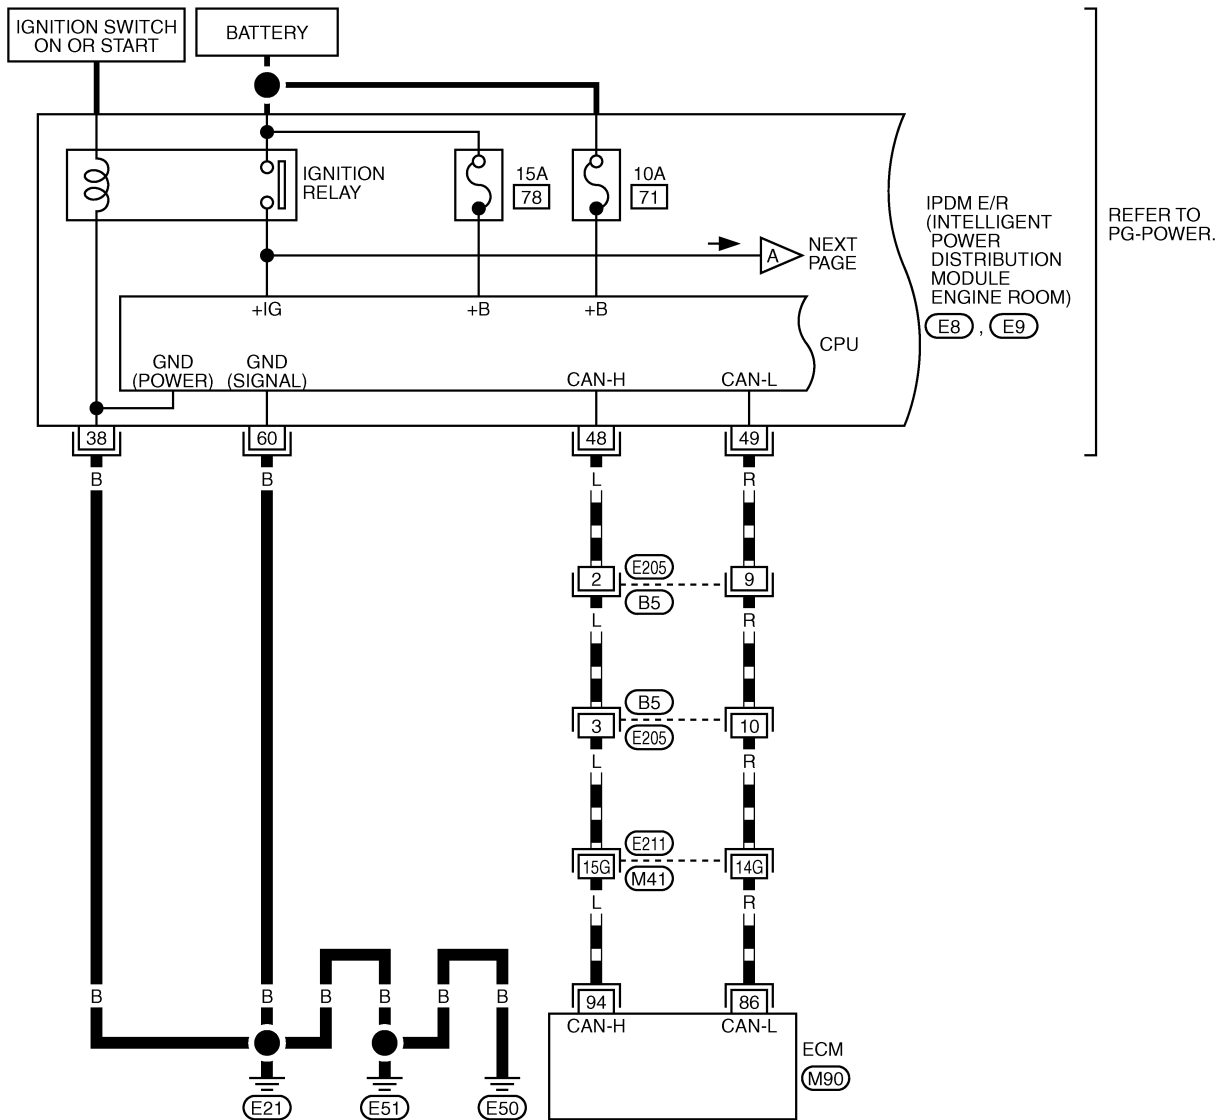 IGNITION SWITCH
ON OR START
BATTERY
IGNITION
RELAY
15A
78
10A
71
A
NEXT
PAGE
IPDM E/R
(INTELLIGENT
POWER
DISTRIBUTION
MODULE
ENGINE ROOM)
E8 , E9
REFER TO
PG-POWER.
+IG
+B
+B
CPU
GND
(POWER)
GND
(SIGNAL)
CAN-H
CAN-L
38
60
48
49
B
B
L
R
2
E205
B5
9
L
R
3
B5
E205
10
L
R
15G
E211
M41
14G
L
R
B
B
B
B
B
B
94
86
CAN-H
CAN-L
ECM
M90
E21
E51
E50